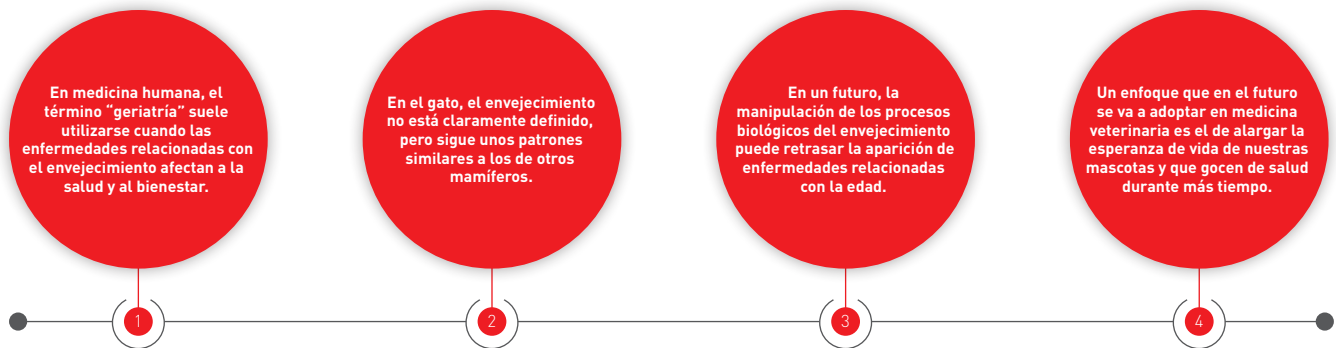 En medicina humana, el
término “geriatría” suele
utilizarse cuando las
enfermedades relacionadas con
el envejecimiento afectan a la
salud y al bienestar.
1
En el gato, el envejecimiento
no está claramente definido,
pero sigue unos patrones
similares a los de otros
mamíferos.
2
En un futuro, la
manipulación de los procesos
biológicos del envejecimiento
puede retrasar la aparición de
enfermedades relacionadas
con la edad.
3
Un enfoque que en el futuro
se va a adoptar en medicina
veterinaria es el de alargar la
esperanza de vida de nuestras
mascotas y que gocen de salud
durante más tiempo.
4